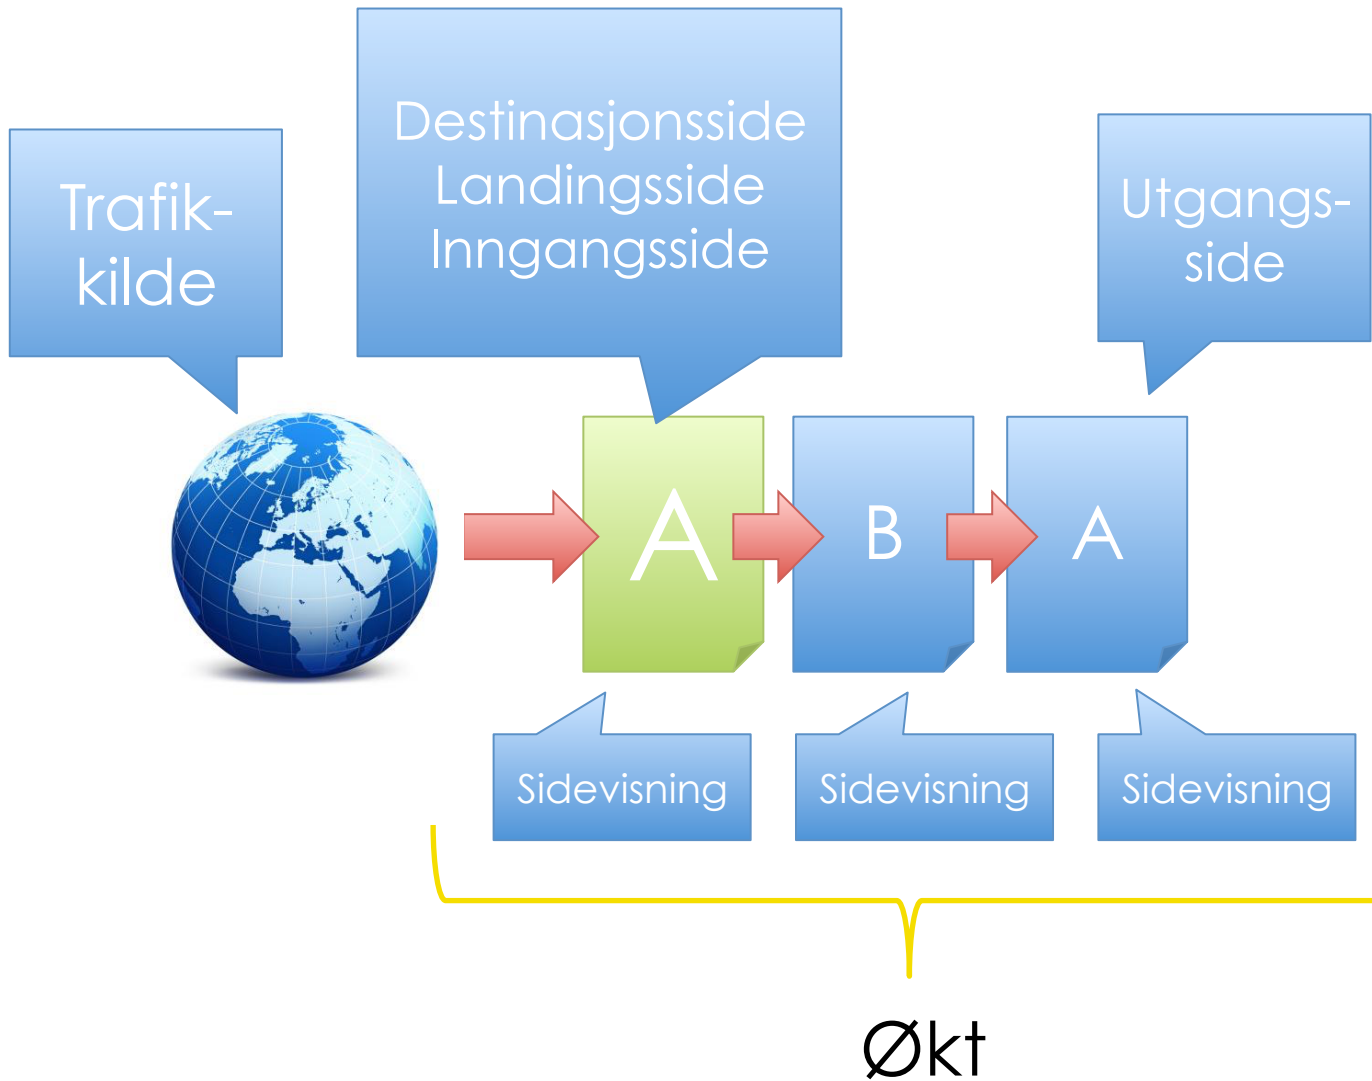 Trafik-
kilde
Destinasjonsside
Landingsside
Inngangsside
Utgangs-
side
A
B
A
Sidevisning
Sidevisning
Sidevisning
Økt